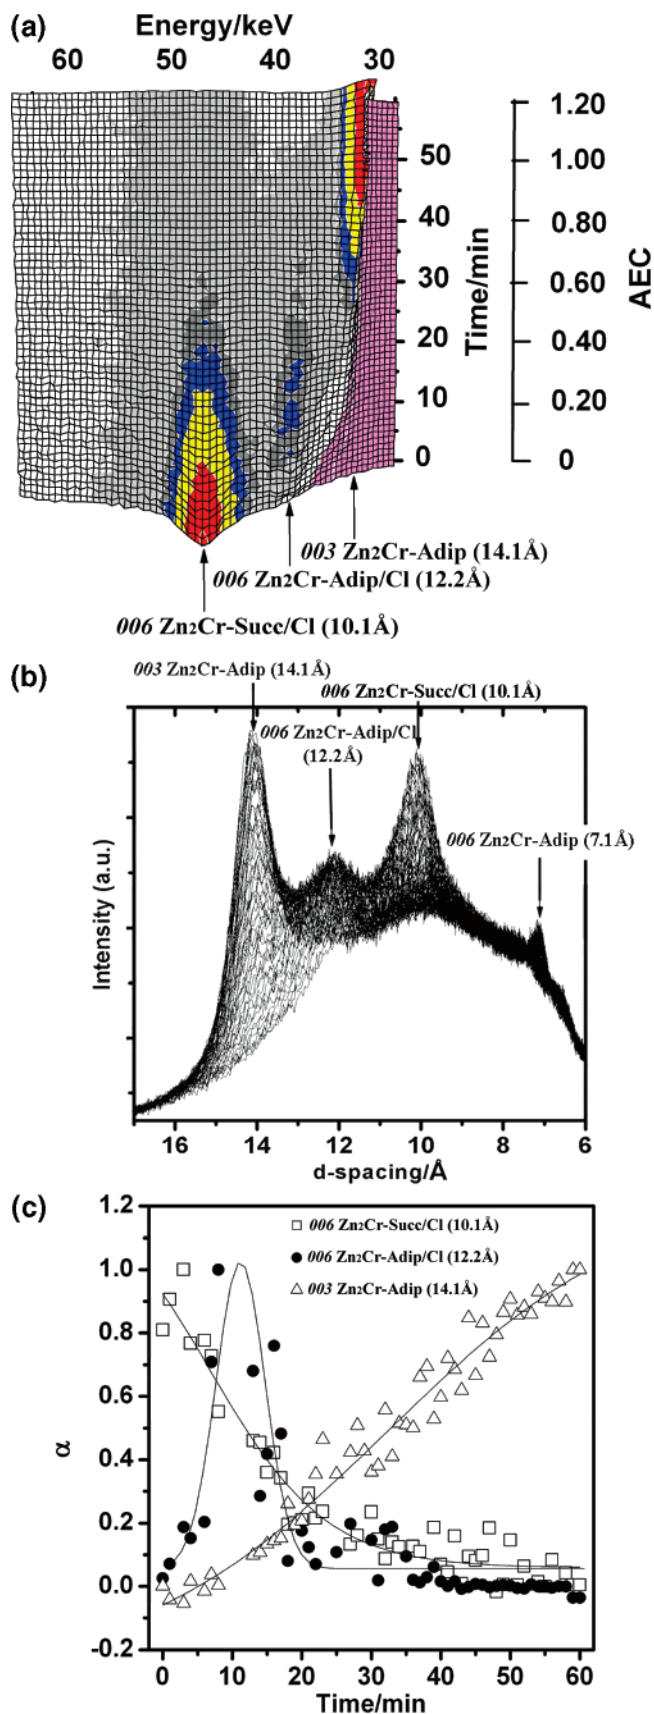 (a)
Energy/keV
60 50 40 30
1.20
50 1.00
40 0.80
30 0.60
20 0.40
10 0.20
0 0
Time/min
AEC
003 Zn2Cr-Adip (14.1Å)
006 Zn2Cr-Adip/Cl (12.2Å)
006 Zn2Cr-Succ/Cl (10.1Å)
(b)
003 Zn2Cr-Adip (14.1Å)
006 Zn2Cr-Succ/Cl (10.1Å)
006 Zn2Cr-Adip/Cl
(12.2Å)
006 Zn2Cr-Adip (7.1Å)
Intensity (a.u.)
16 14 12 10 8 6
d-spacing/Å
(c)
1.2
1.0
0.8
0.6
0.4
0.2
0.0
-0.2
α
006 Zn2Cr-Succ/Cl (10.1Å)
006 Zn2Cr-Adip/Cl (12.2Å)
003 Zn2Cr-Adip (14.1Å)
0 10 20 30 40 50 60
Time/min